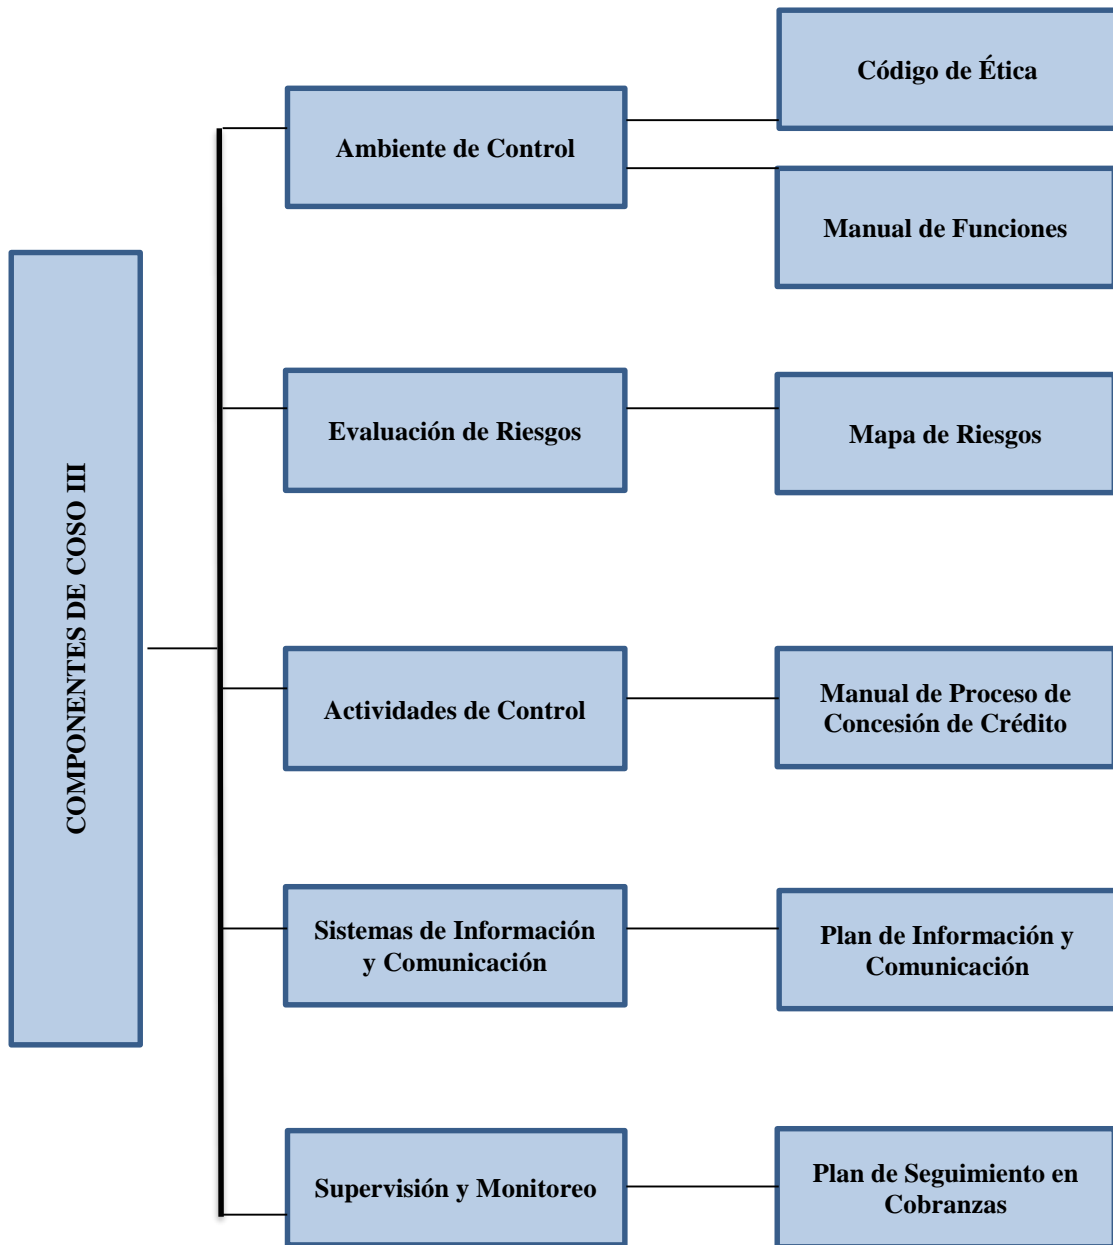 COMPONENTES DE COSO III
Ambiente de Control
Código de Ética
Manual de Funciones
Evaluación de Riesgos
Mapa de Riesgos
Actividades de Control
Manual de Proceso de
Concesión de Crédito
Sistemas de Información
y Comunicación
Plan de Información y
Comunicación
Supervisión y Monitoreo
Plan de Seguimiento en
Cobranzas